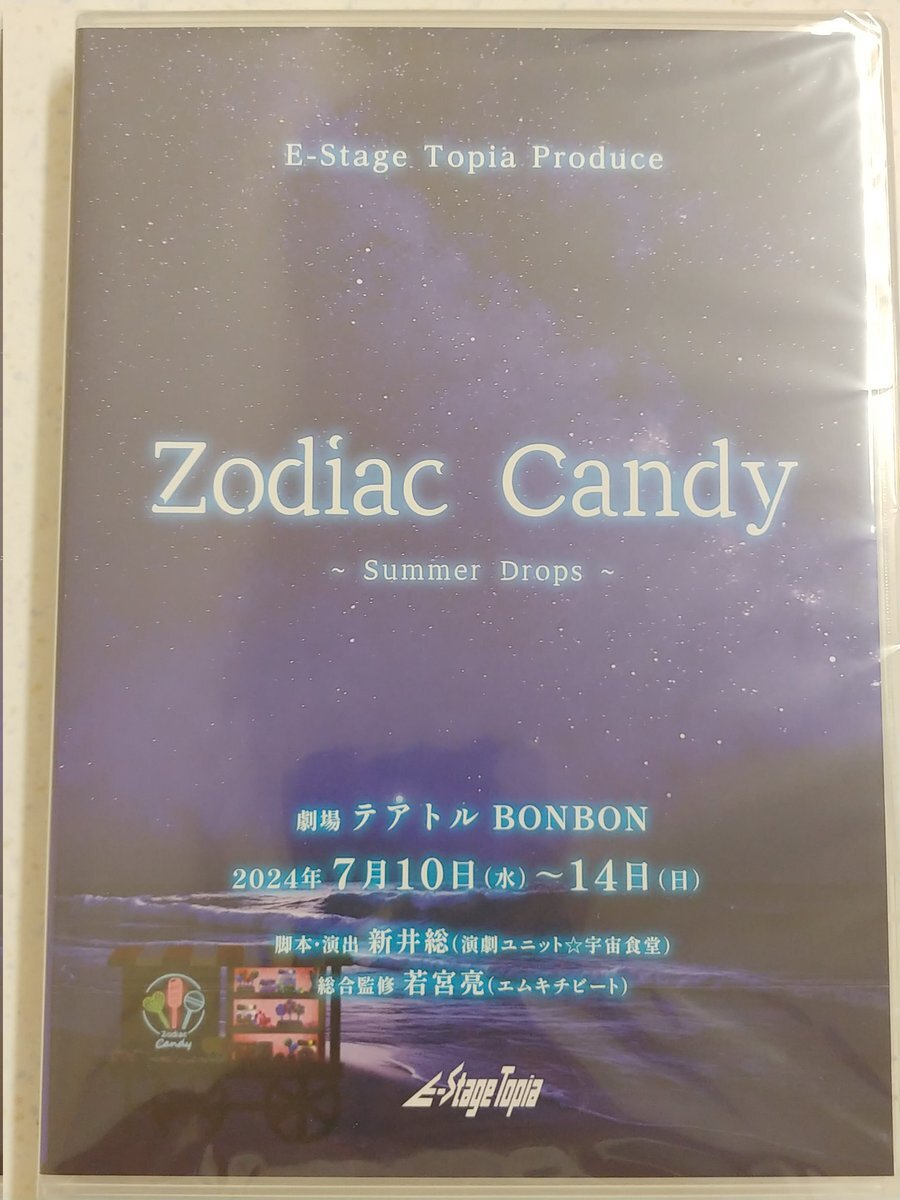 E-Stage Topia Produce
Zodiac Candy
~ Summer Drops ~
劇場 テアトル BONBON
2024年 7月10日(水) ~14日(日)
脚本・演出 新井総(演劇ユニット☆宇宙食堂)
総合監修 若宮亮(エムキチビート)
Zodiac
Candy
E-Stage Topia